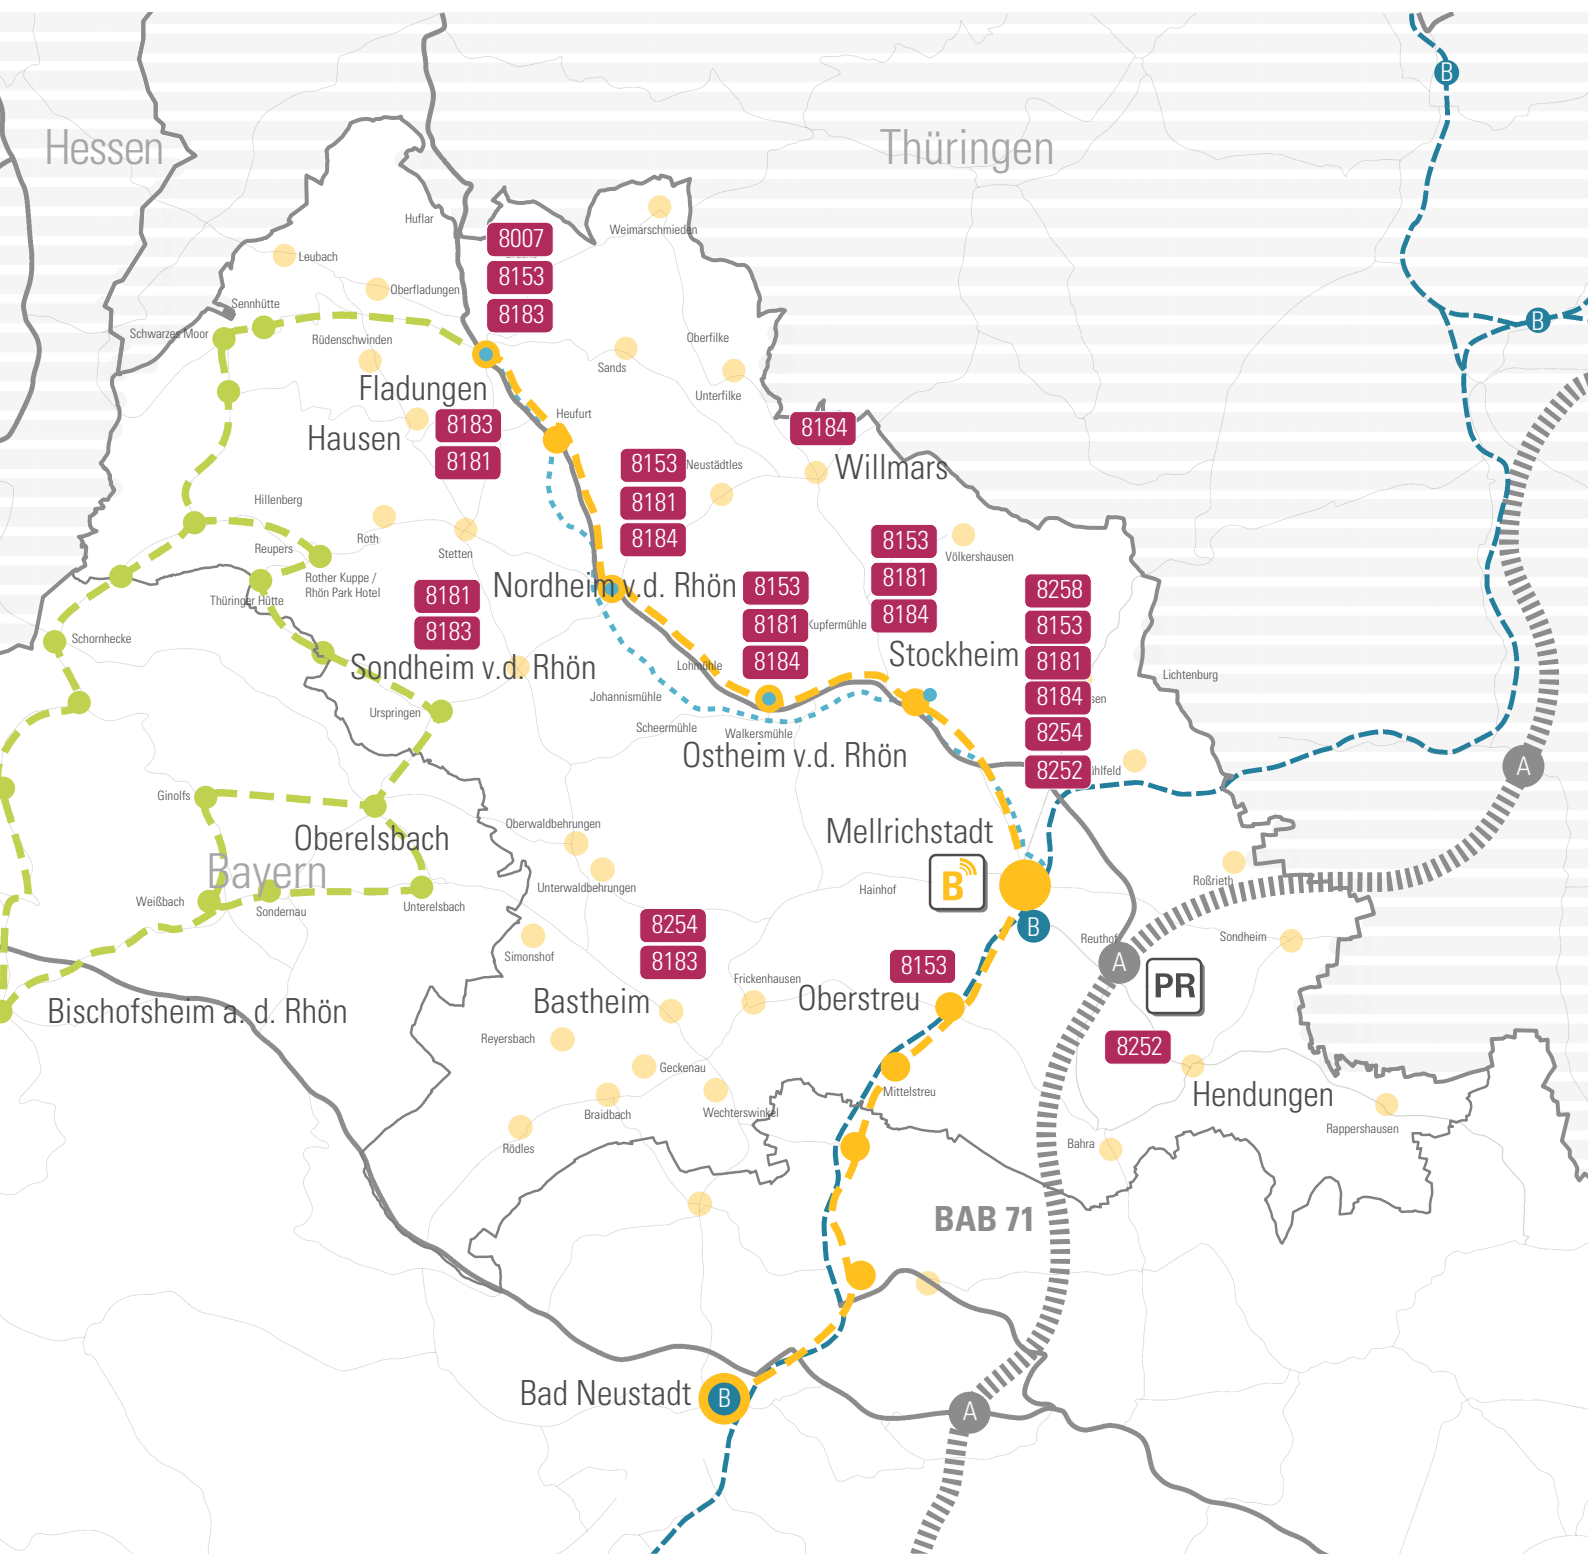 B
Hessen
Thüringen
Huflar
Weimarschmieden
8007
8153
8183
Leubach
Oberfladungen
Sennhütte
Schwarzes Moor
Rüdenschwinden
B
Oberfilke
Sands
Unterfilke
Fladungen
Heufurt
8183
8181
Hausen
8184
Willmars
8153
Neustädtles
8181
8184
Hillenberg
Reupers
Roth
Stetten
8153
8181
8184
Völkershausen
Rother Kuppe /
Rhön Park Hotel
Thüringer Hütte
8181
8183
Nordheim v.d. Rhön
8153
8181
8184
Kupfermühle
8258
8153
8181
8184
8254
8252
Schornhecke
Sondheim v.d. Rhön
Lohmühle
Stockheim
Lichtenburg
sen
Johannismühle
Urspringen
Scheermühle
Walkersmühle
Ostheim v.d. Rhön
ühlfeld
A
Ginolfs
Oberelsbach
Oberwaldbehrungen
Mellrichstadt
Bayern
Unterwaldbehrungen
Hainhof
B
Roßrieth
Weißbach
Sondernau
Unterelsbach
8254
8183
B
Reuthof
Sondheim
Simonshof
8153
A
PR
Frickenhausen
Bischofsheim a. d. Rhön
Bastheim
Oberstreu
Reyersbach
8252
Geckenau
Mittelstreu
Hendungen
Braidbach
Wechterswinkel
Rappershausen
Rödles
Bahra
BAB 71
Bad Neustadt
B
A